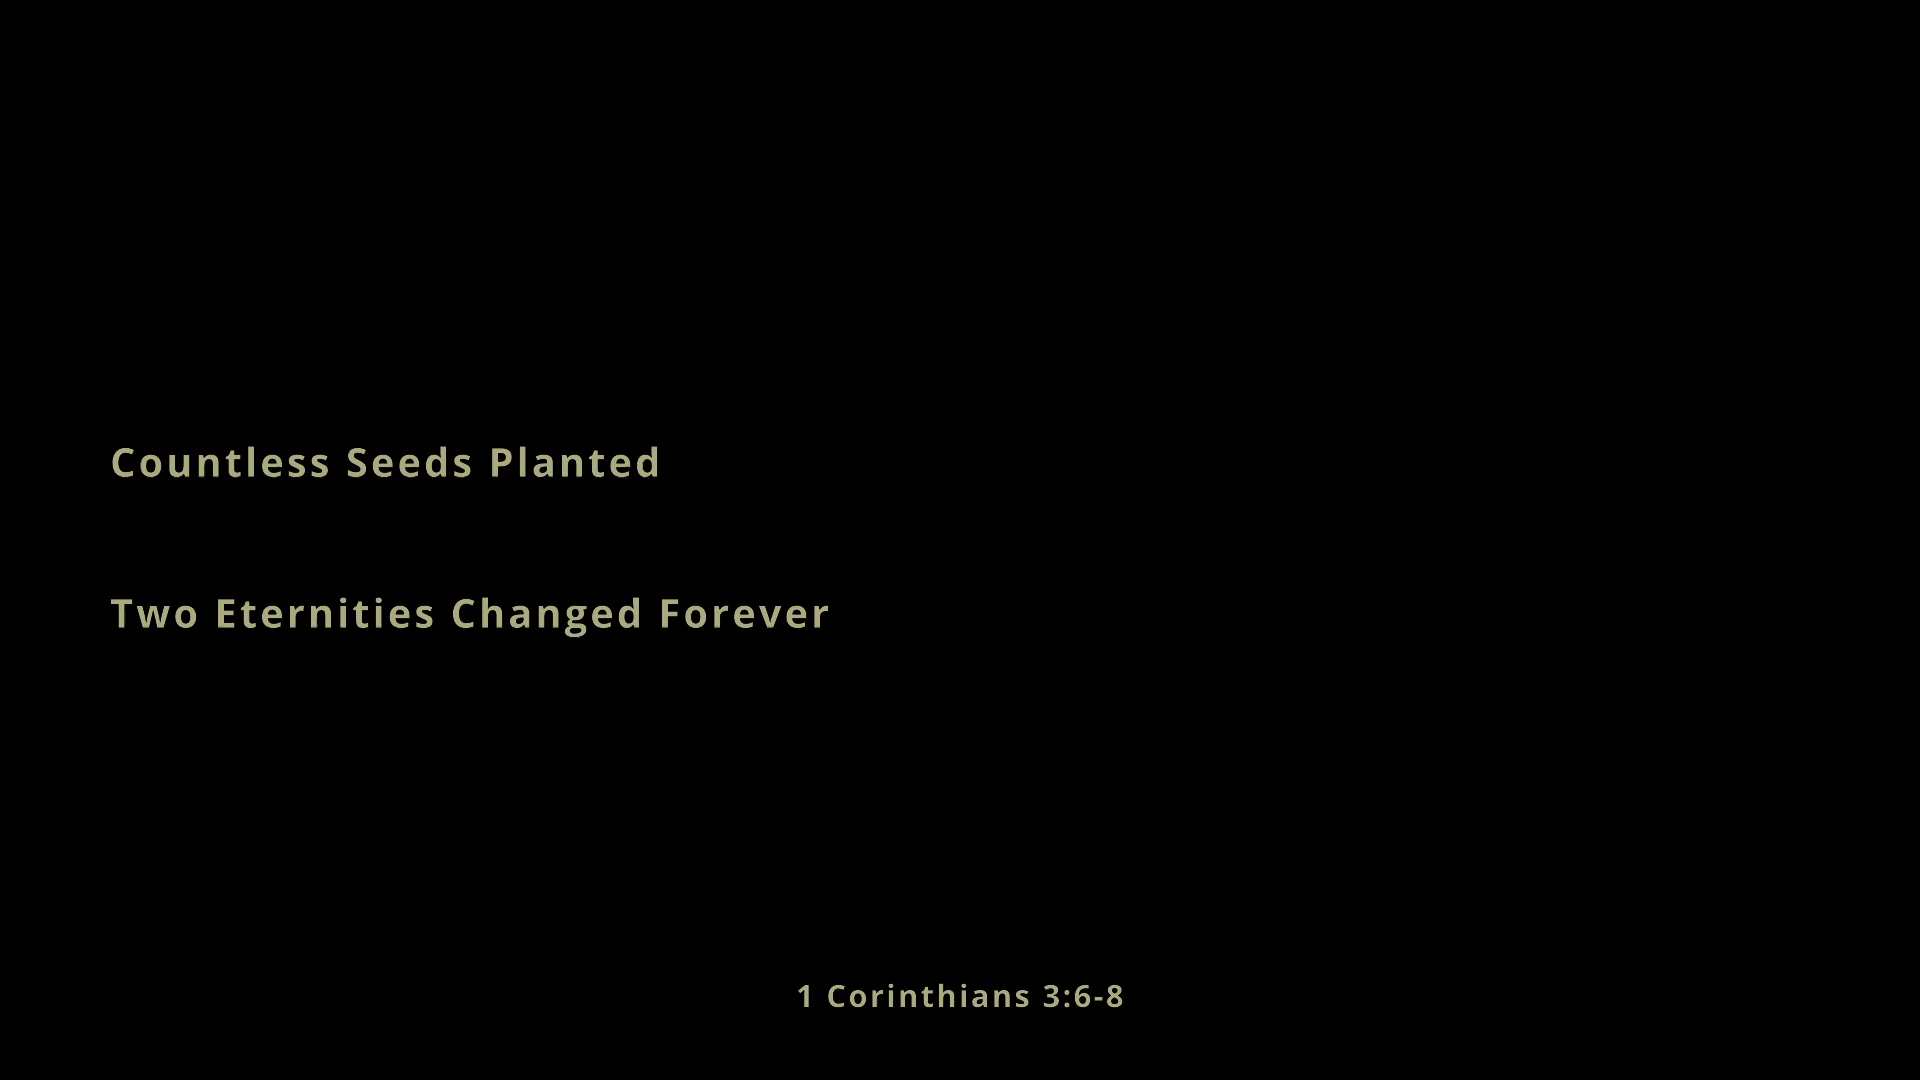 Countless Seeds Planted
Two Eternities Changed Forever
1 Corinthians 3:6-8